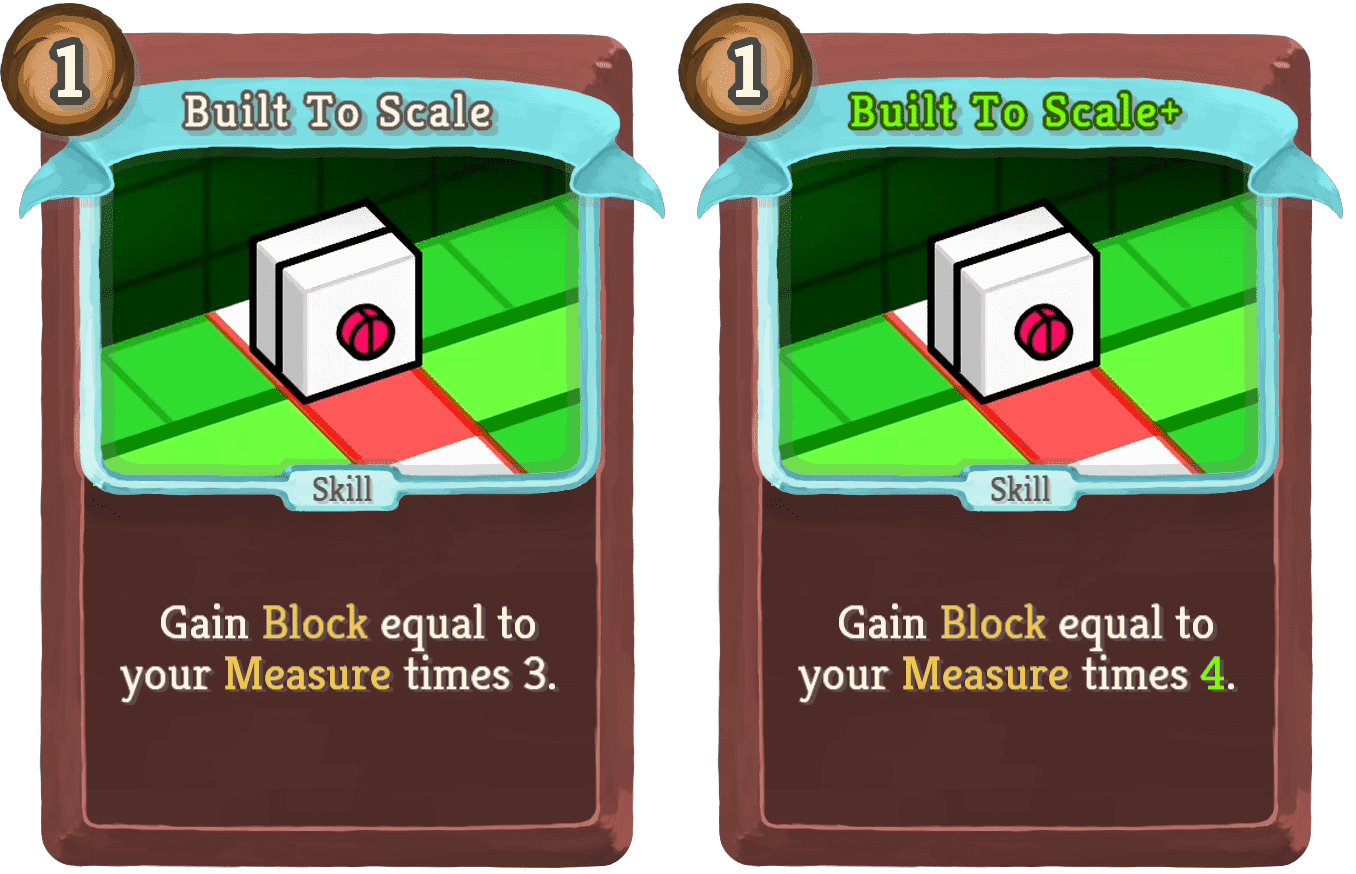 1
Built To Scale
Skill
Gain Block equal to
your Measure times 3.
1
Built To Scale+
Skill
Gain Block equal to
your Measure times 4.